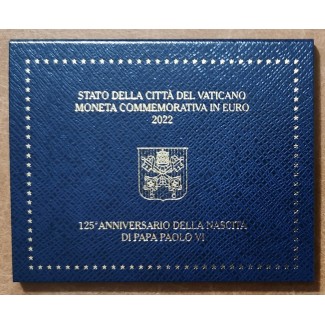 STATO DELLA CITTÀ DEL VATICANO
MONETA COMMEMORATIVA IN EURO
2022
125° ANNIVERSARIO DELLA NASCITA
DI PAPA PAOLO VI